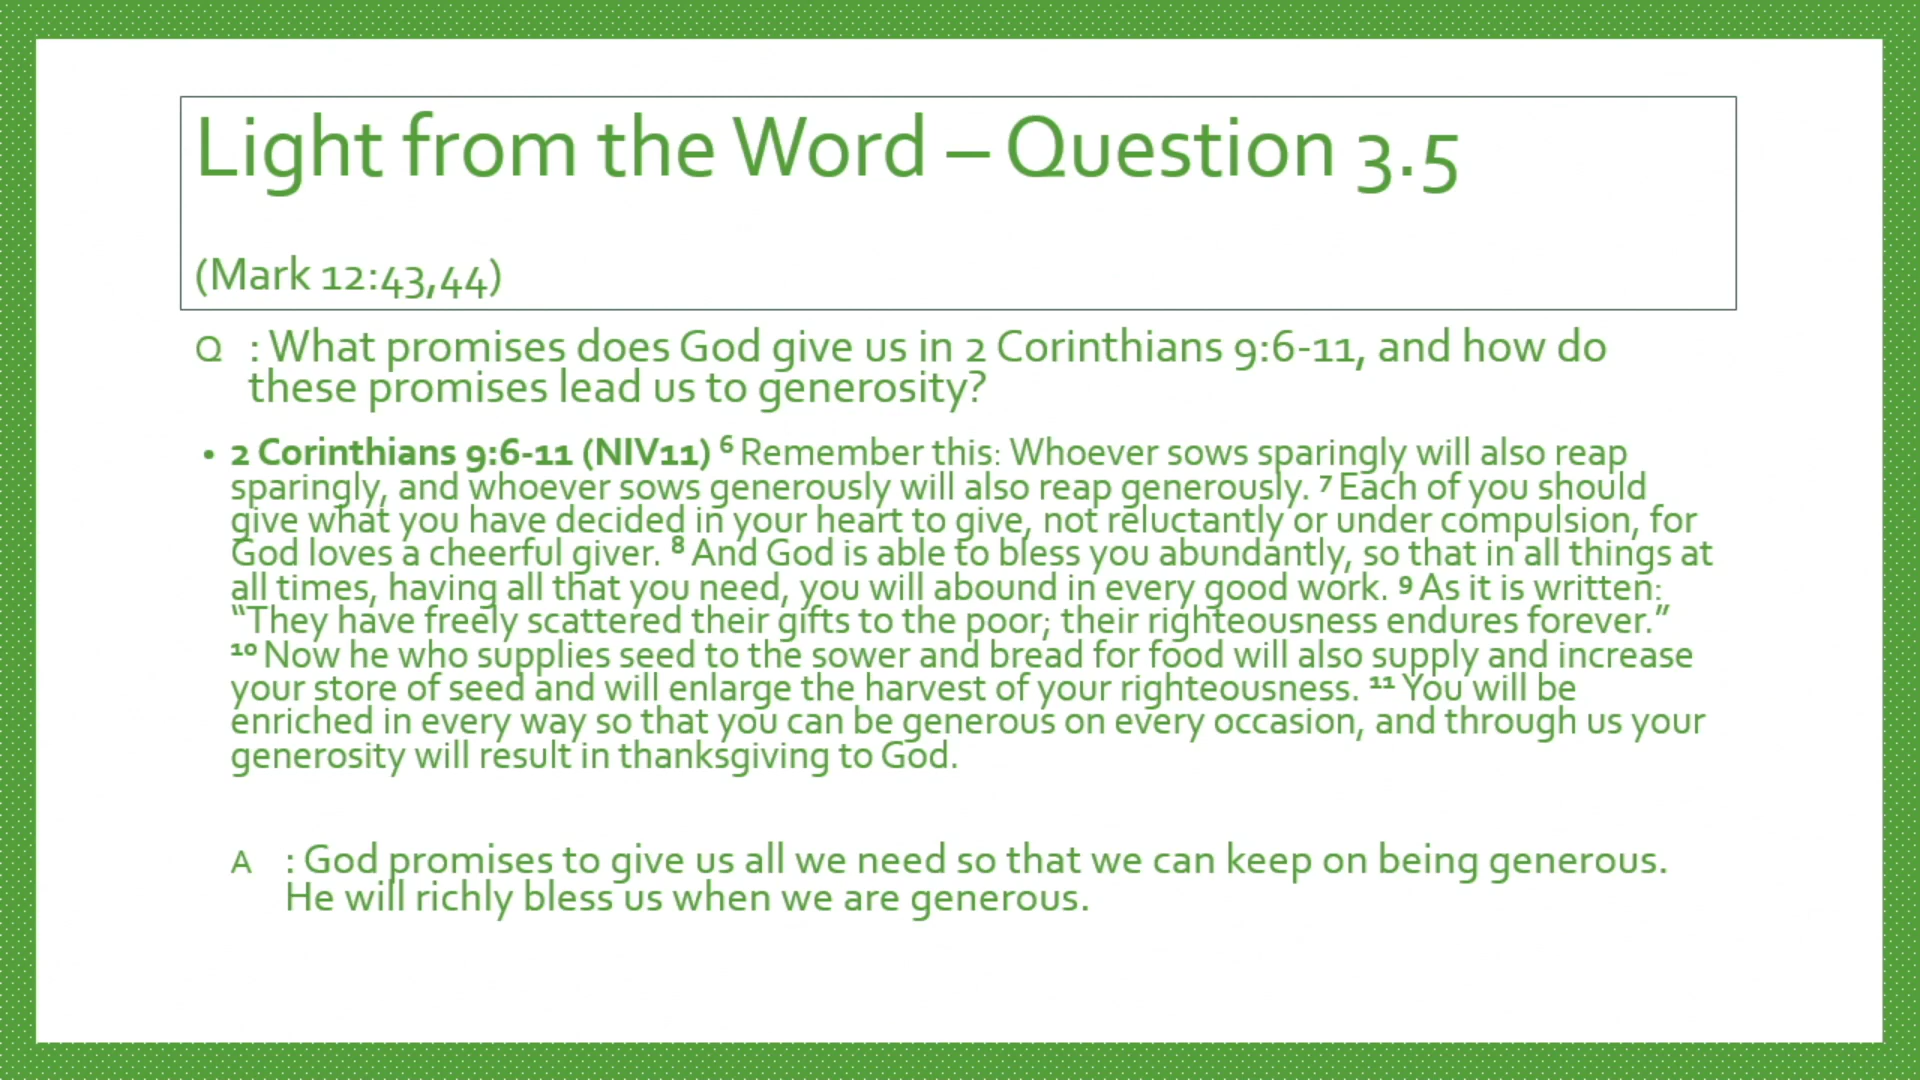 Light from the Word – Question 3.5
(Mark 12:43,44)
Q : What promises does God give us in 2 Corinthians 9:6-11, and how do
these promises lead us to generosity?
• 2 Corinthians 9:6-11 (NIV11) ⁶ Remember this: Whoever sows sparingly will also reap
sparingly, and whoever sows generously will also reap generously. ⁷ Each of you should
give what you have decided in your heart to give, not reluctantly or under compulsion, for
God loves a cheerful giver. ⁸ And God is able to bless you abundantly, so that in all things at
all times, having all that you need, you will abound in every good work. ⁹ As it is written:
“They have freely scattered their gifts to the poor; their righteousness endures forever.”
¹⁰ Now he who supplies seed to the sower and bread for food will also supply and increase
your store of seed and will enlarge the harvest of your righteousness. ¹¹ You will be
enriched in every way so that you can be generous on every occasion, and through us your
generosity will result in thanksgiving to God.
A : God promises to give us all we need so that we can keep on being generous.
He will richly bless us when we are generous.